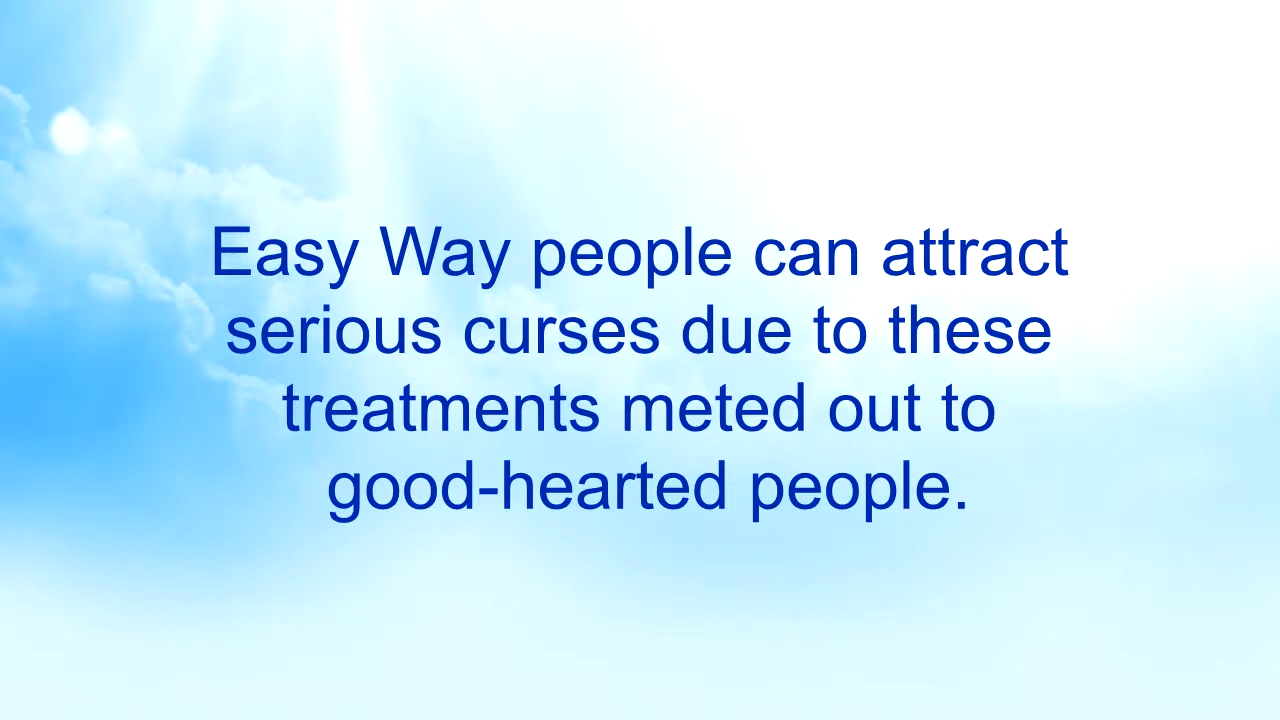 Easy Way people can attract
serious curses due to these
treatments meted out to
good-hearted people.